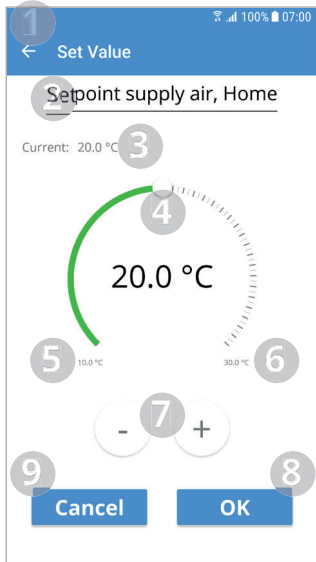 1
100% 07:00
Set Value
2
Setpoint supply air, Home
Current: 20.0 °C 3
4
20.0 °C
5 10.0 °C 30.0 °C 6
- 7 +
9 8
Cancel OK